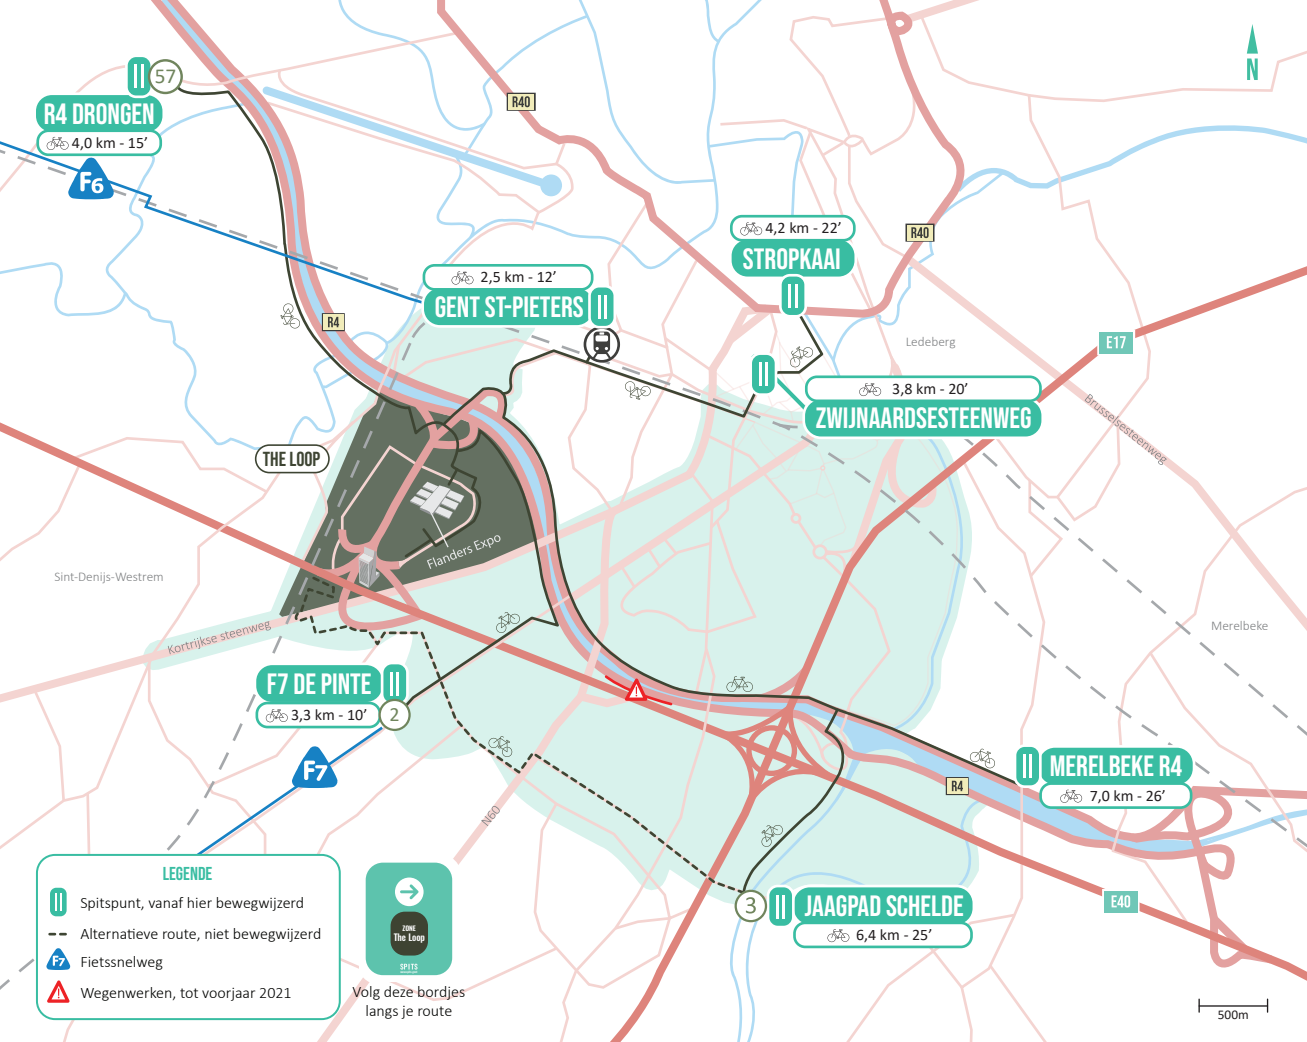 57
R4 DRONGEN
4,0 km - 15’
F6
R40
N
4,2 km - 22’
STROPKAAI
R40
2,5 km - 12’
GENT ST-PIETERS
R4
Ledeberg
E17
3,8 km - 20’
ZWIJNAARDSESTEENWEG
Brusselsesteenweg
THE LOOP
Flanders Expo
Sint-Denijs-Westrem
Kortrijkse steenweg
Merelbeke
F7 DE PINTE
3,3 km - 10’
2
F7
N60
MERELBEKE R4
7,0 km - 26’
R4
E40
3
JAAGPAD SCHELDE
6,4 km - 25’
LEGENDE
Spitspunt, vanaf hier bewegwijzerd
Alternatieve route, niet bewegwijzerd
F7
Fietssnelweg
Wegenwerken, tot voorjaar 2021
ZONE
The Loop
SPITS
Volg deze bordjes
langs je route
500m